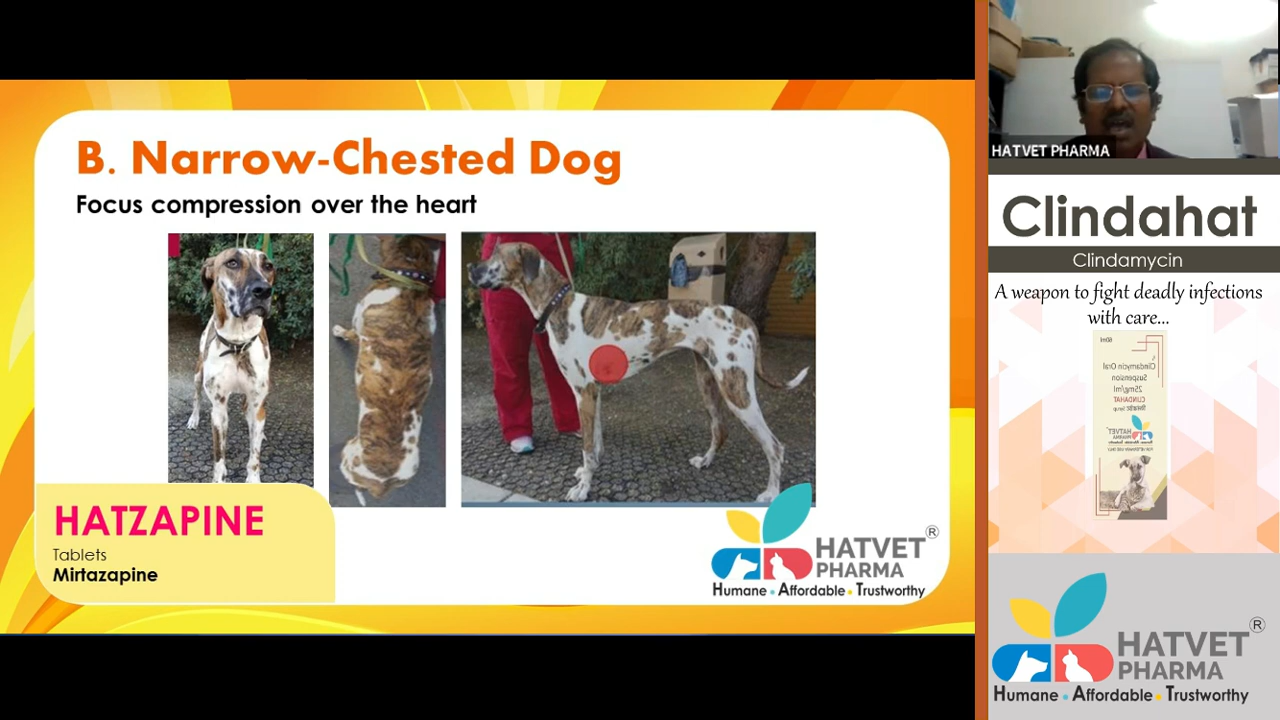 B. Narrow-Chested Dog
Focus compression over the heart
HATZAPINE
Tablets
Mirtazapine
HATVET®
PHARMA
Humane • Affordable • Trustworthy
HATVET PHARMA
Clindahat
Clindamycin
A weapon to fight deadly infections
with care...
60ml
Clindamycin Oral
Suspension
25mg/ml
CLINDAHAT
HATVET
PHARMA
HATVET®
PHARMA
Humane • Affordable • Trustworthy